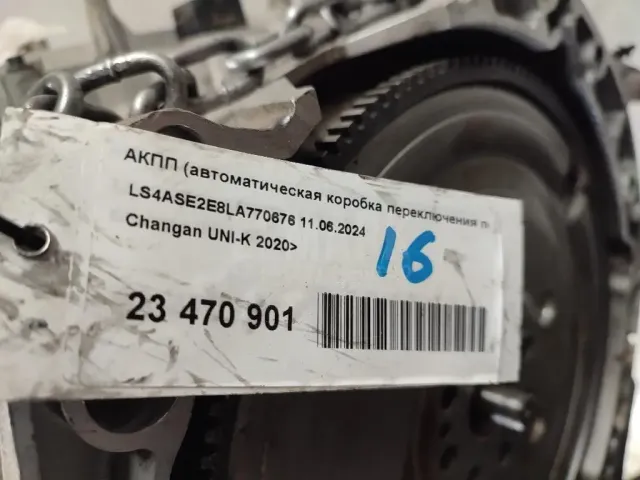 АКПП (автоматическая коробка переключения
LS4ASE2E8LA770676 11.06.2024
Changan UNI-K 2020>
16
23 470 901